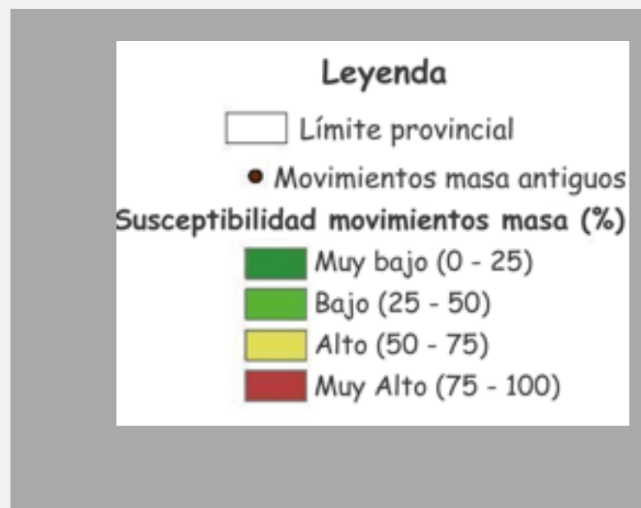 Leyenda
Límite provincial
Movimientos masa antiguos
Susceptibilidad movimientos masa (%)
Muy bajo (0 - 25)
Bajo (25 - 50)
Alto (50 - 75)
Muy Alto (75 - 100)